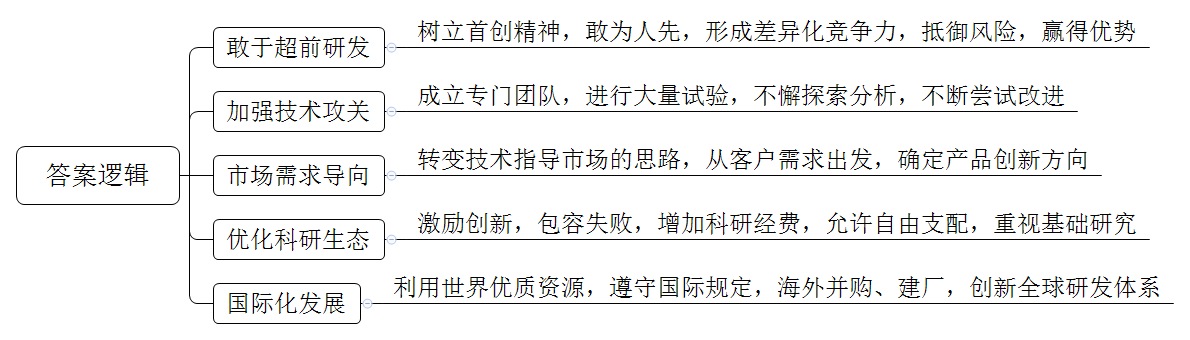 敢于超前研发
树立首创精神，敢为人先，形成差异化竞争力，抵御风险，赢得优势
加强技术攻关
成立专门团队，进行大量试验，不懈探索分析，不断尝试改进
答案逻辑
市场需求导向
转变技术指导市场的思路，从客户需求出发，确定产品创新方向
优化科研生态
激励创新，包容失败，增加科研经费，允许自由支配，重视基础研究
国际化发展
利用世界优质资源，遵守国际规定，海外并购、建厂，创新全球研发体系